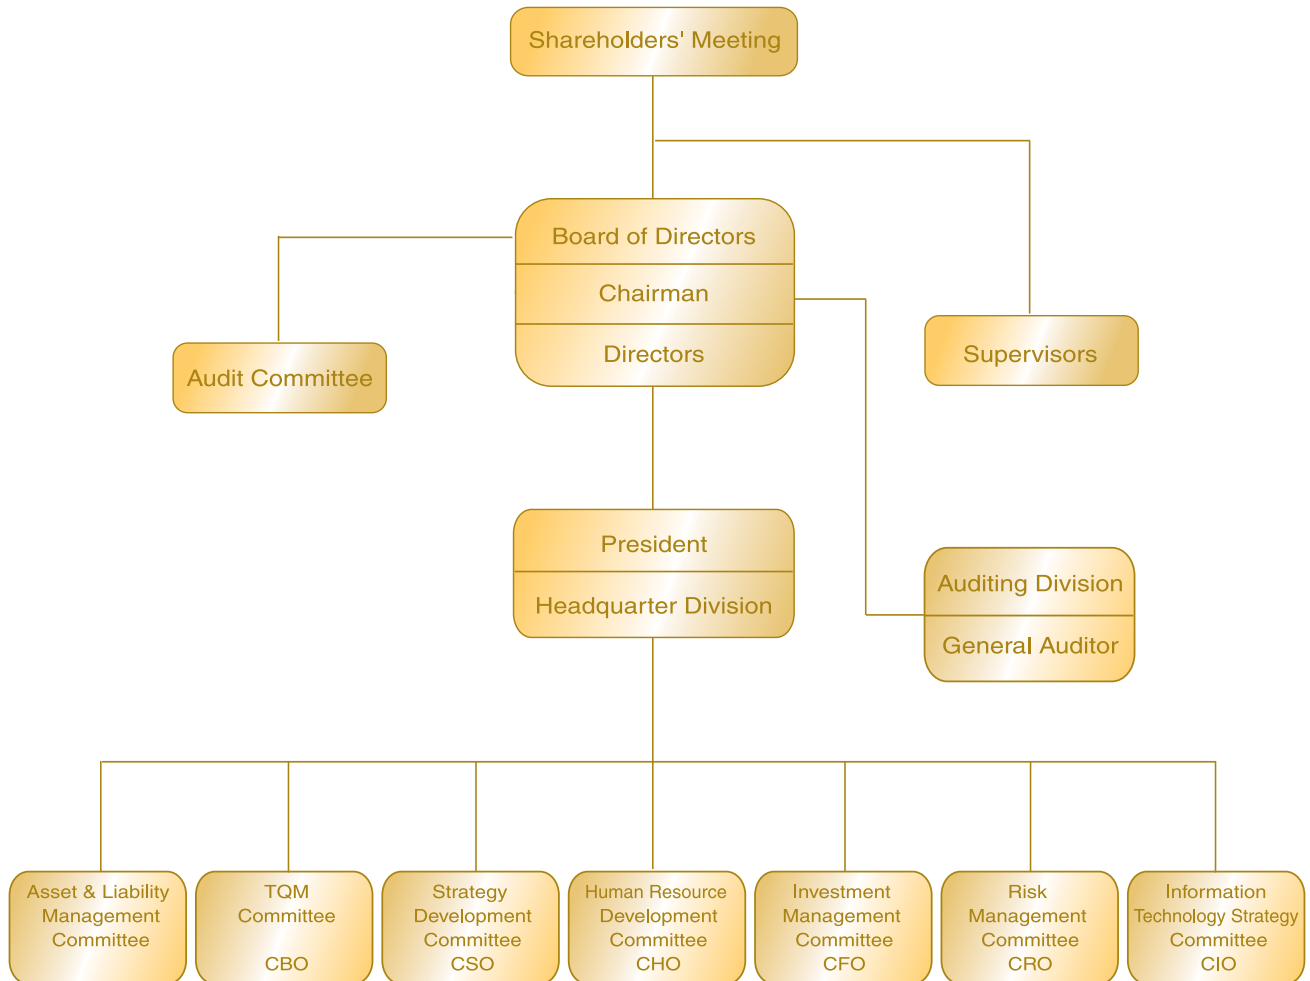 Shareholders' Meeting
Board of Directors
Chairman
Directors
Audit Committee
Supervisors
President
Headquarter Division
Auditing Division
General Auditor
Asset & Liability
Management
Committee
TQM
Committee
CBO
Strategy
Development
Committee
CSO
Human Resource
Development
Committee
CHO
Investment
Management
Committee
CFO
Risk
Management
Committee
CRO
Information
Technology Strategy
Committee
CIO